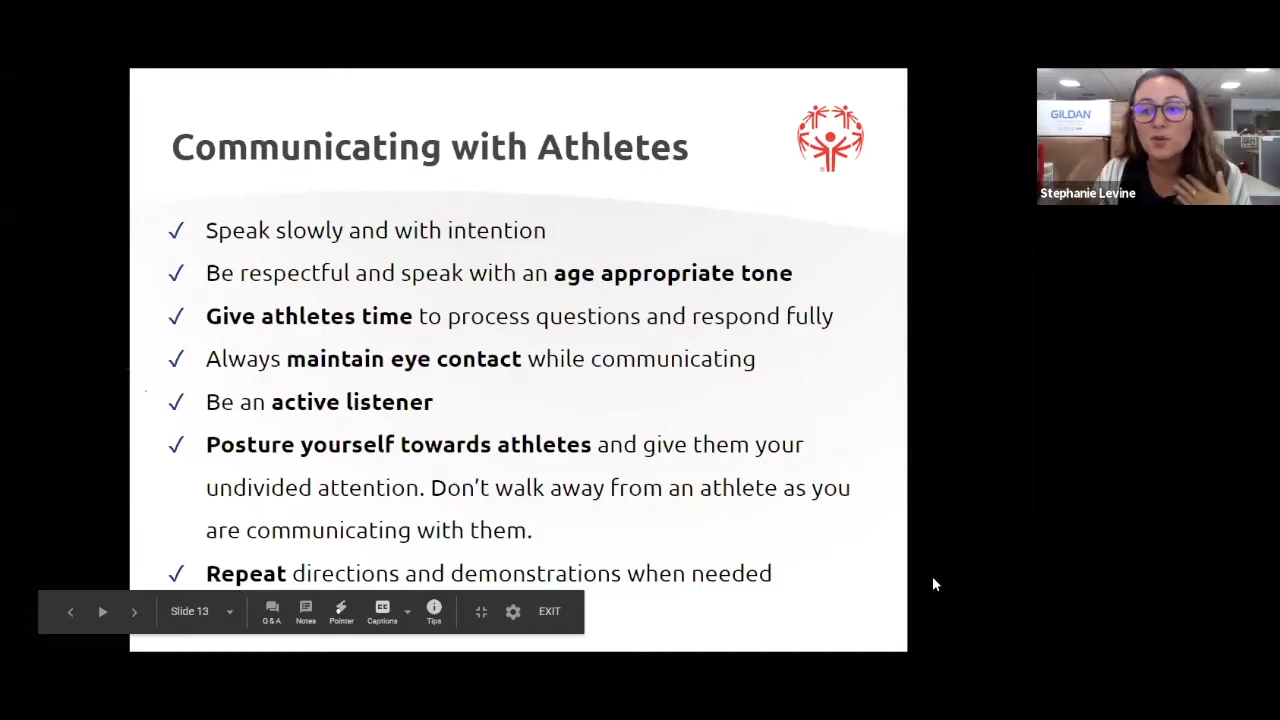 Communicating with Athletes
✓ Speak slowly and with intention
✓ Be respectful and speak with an age appropriate tone
✓ Give athletes time to process questions and respond fully
✓ Always maintain eye contact while communicating
✓ Be an active listener
✓ Posture yourself towards athletes and give them your
undivided attention. Don't walk away from an athlete as you
are communicating with them.
✓ Repeat directions and demonstrations when needed
Slide 13
Q & A
Notes
Pointer
Captions
Tips
EXIT
GILDAN
Stephanie Levine